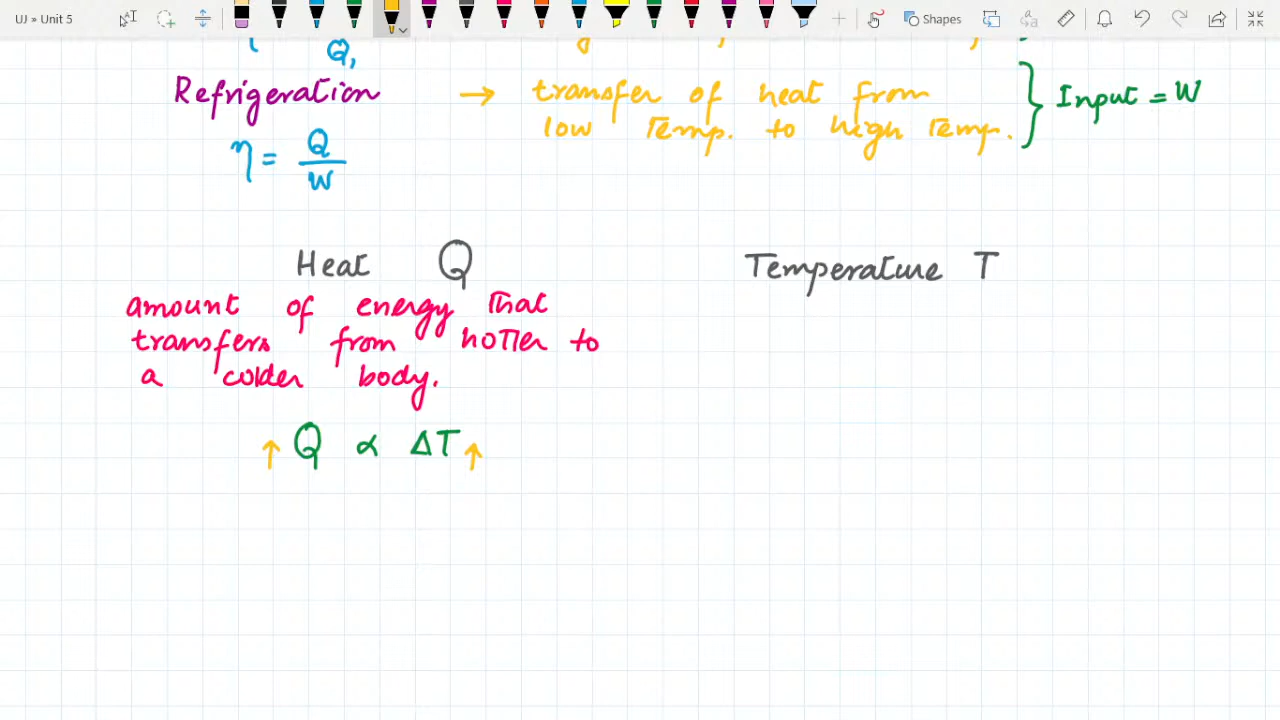 UJ » Unit 5
Shapes
Q,
Refrigeration → transfer of heat from } Input = W
low Temp. to high Temp.
η = Q / W
Heat Q Temperature T
amount of energy that
transfers from hotter to
a colder body.
↑ Q ∝ ΔT ↑